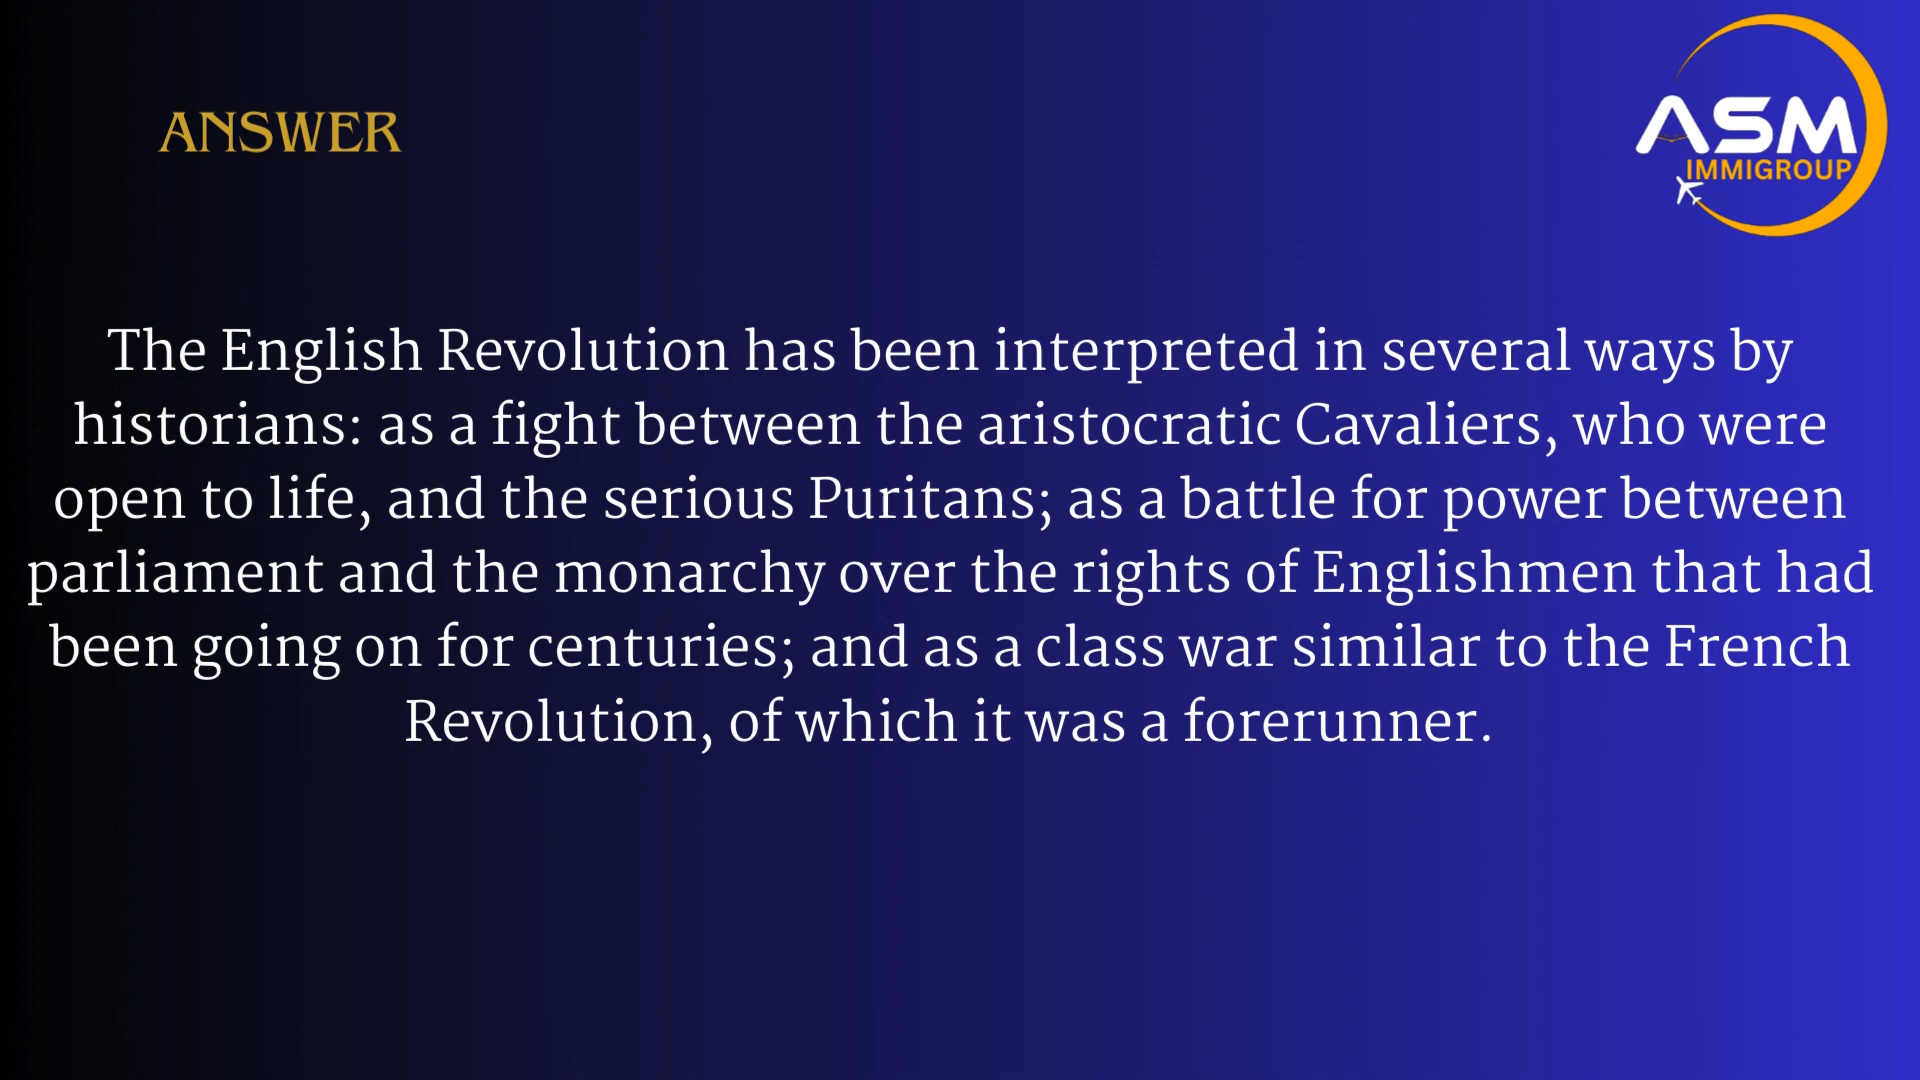 ANSWER
ASM
IMMIGROUP
The English Revolution has been interpreted in several ways by
historians: as a fight between the aristocratic Cavaliers, who were
open to life, and the serious Puritans; as a battle for power between
parliament and the monarchy over the rights of Englishmen that had
been going on for centuries; and as a class war similar to the French
Revolution, of which it was a forerunner.